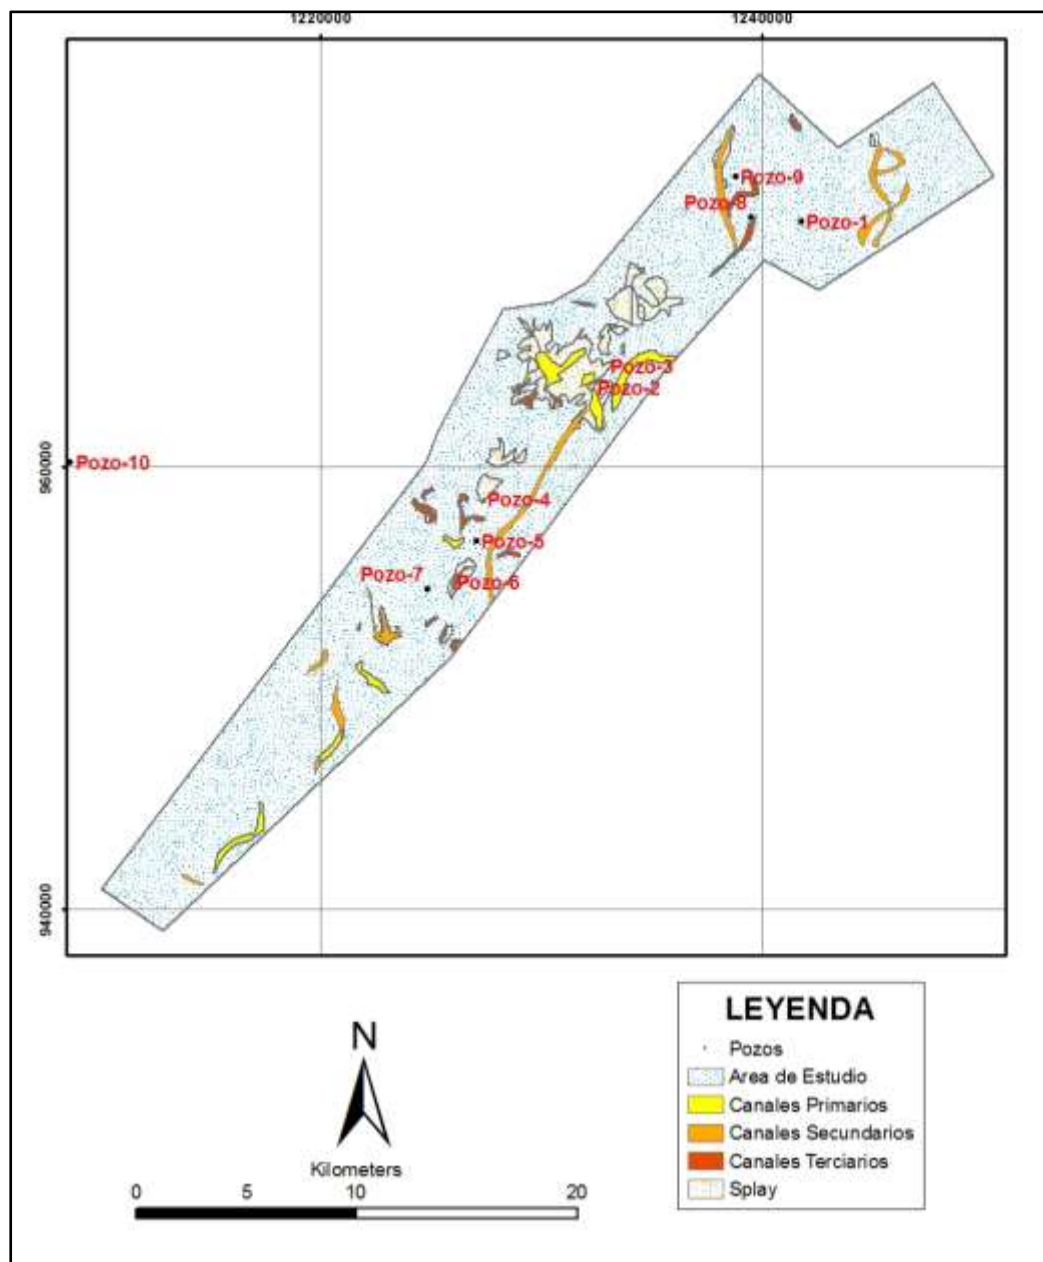 1220000
1240000
Pozo-9
Pozo-8
Pozo-1
Pozo-3
Pozo-2
960000
Pozo-10
Pozo-4
Pozo-5
Pozo-7
Pozo-6
940000
LEYENDA
Pozos
Area de Estudio
Canales Primarios
Canales Secundarios
Canales Terciarios
Splay
N
Kilometers
0 5 10 20